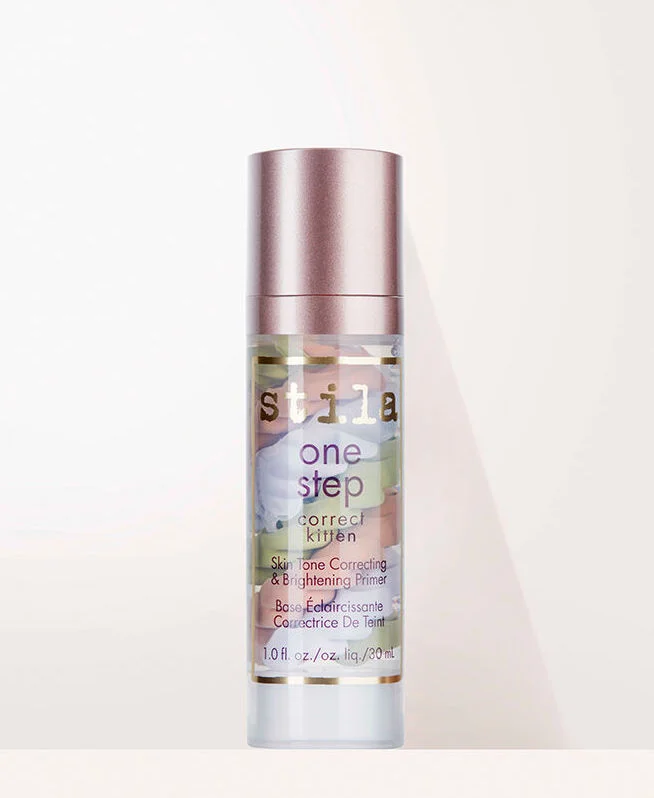 stila
one
step
correct
kitten
Skin Tone Correcting
& Brightening Primer
Base Éclaircissante
Correctrice De Teint
1.0 fl. oz./oz. liq./30 mL